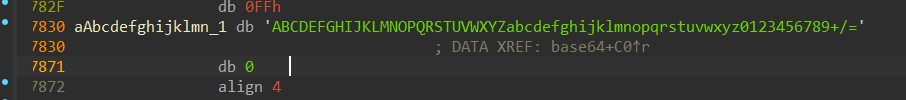 782F db 0FFh
7830 aAbcdefghijklmn_1 db 'ABCDEFGHIJKLMNOPQRSTUVWXYZabcdefghijklmnopqrstuvwxyz0123456789+/='
7830 ; DATA XREF: base64+C0↑r
7871 db 0
7872 align 4